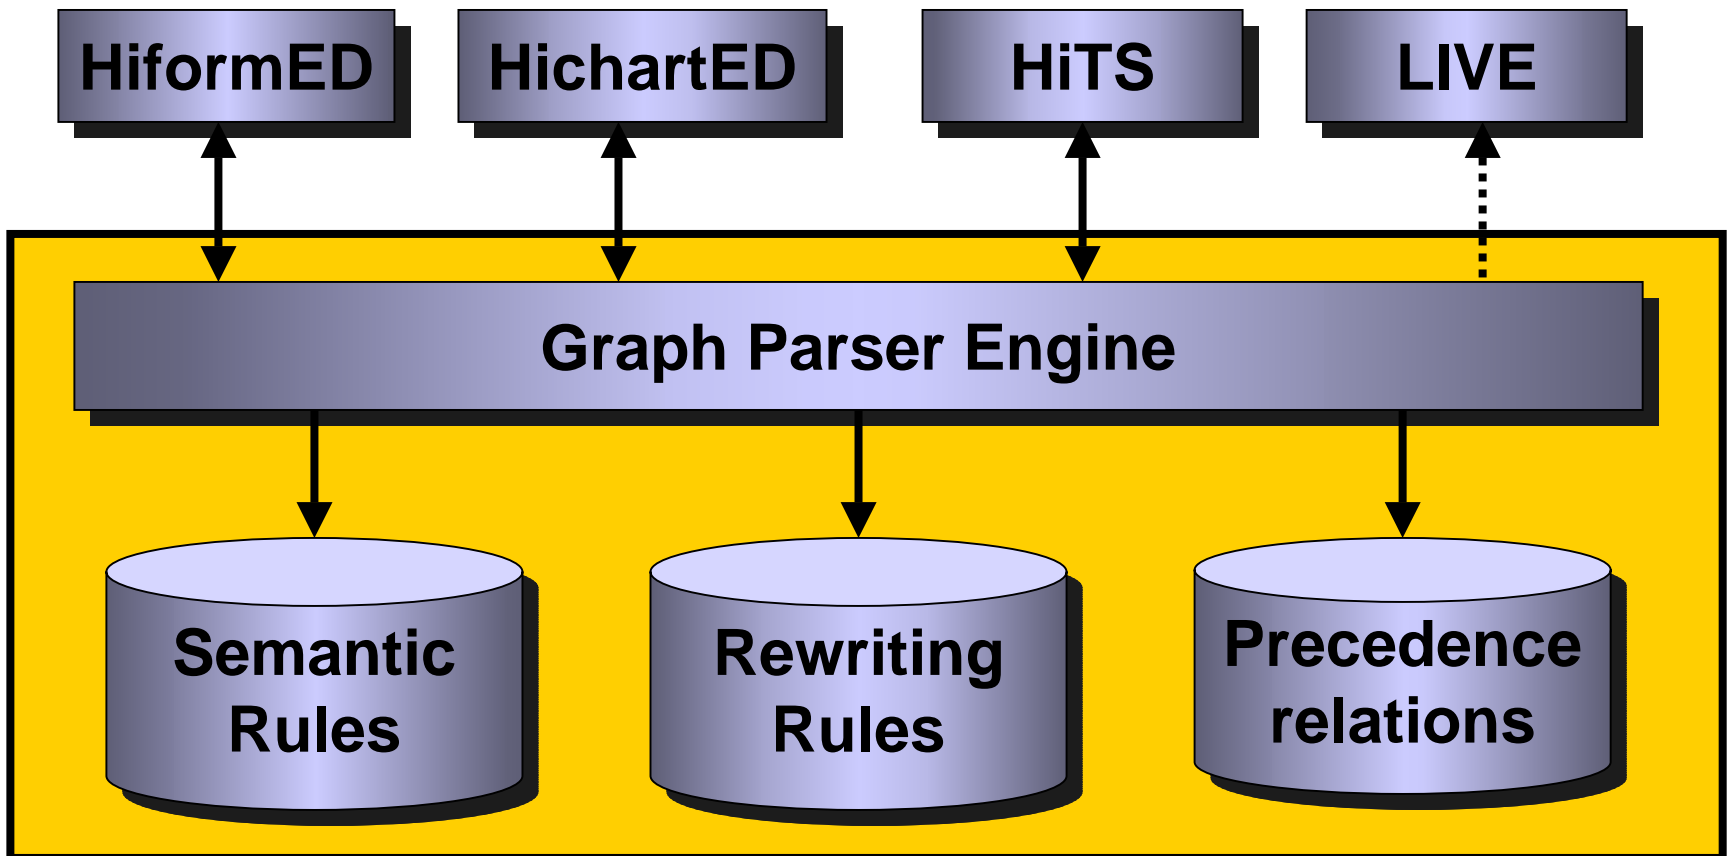 HiformED
HichartED
HiTS
LIVE
Graph Parser Engine
Semantic
Rules
Rewriting
Rules
Precedence
relations